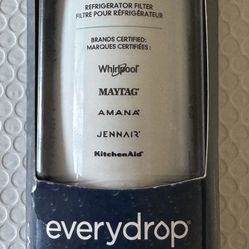 REFRIGERATOR FILTER
FILTRE POUR RÉFRIGÉRATEUR
BRANDS CERTIFIED:
MARQUES CERTIFIÉES :
Whirlpool®
MAYTAG®
AMANA®
JENNAIR®
KitchenAid®
everydrop®